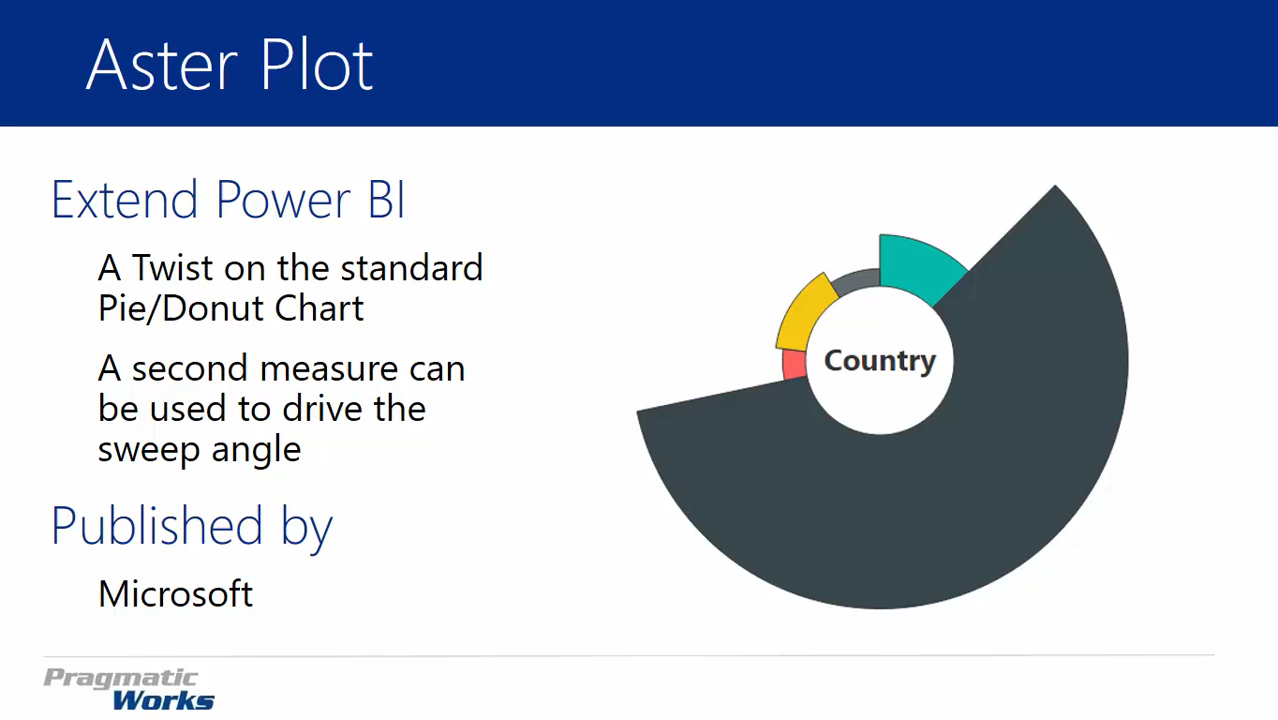 Aster Plot
Extend Power BI
A Twist on the standard
Pie/Donut Chart
A second measure can
be used to drive the
sweep angle
Published by
Microsoft
Country
Pragmatic
Works